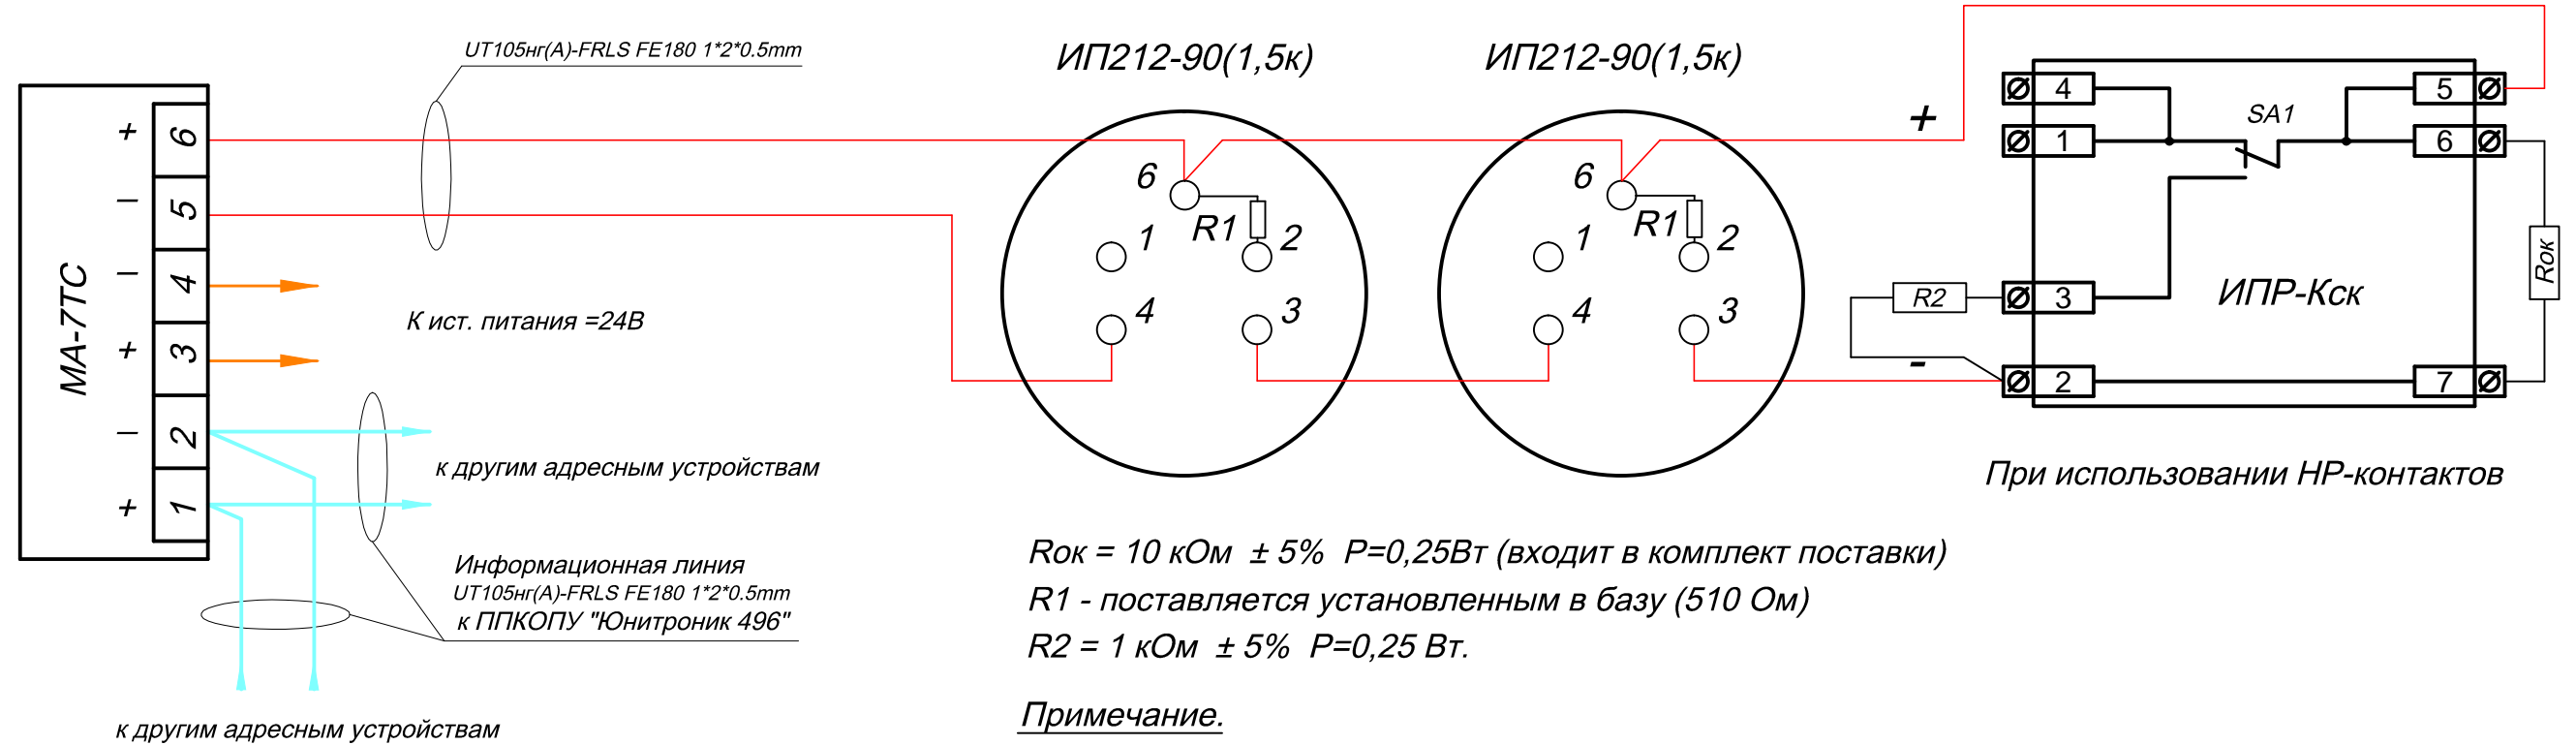 UT105нг(А)-FRLS FE180 1*2*0.5mm
ИП212-90(1,5к)
ИП212-90(1,5к)
МА-7ТС
+ 6
– 5
– 4
+ 3
– 2
+ 1
К ист. питания =24В
к другим адресным устройствам
Информационная линия
UT105нг(А)-FRLS FE180 1*2*0.5mm
к ППКОПУ "Юнитроник 496"
к другим адресным устройствам
6
R1
1
2
4
3
6
R1
1
2
4
3
+
-
4
1
3
2
5
6
7
SA1
R2
Rок
ИПР-Кск
При использовании НР-контактов
Rок = 10 кОм ± 5% P=0,25Вт (входит в комплект поставки)
R1 - поставляется установленным в базу (510 Ом)
R2 = 1 кОм ± 5% P=0,25 Вт.
Примечание.